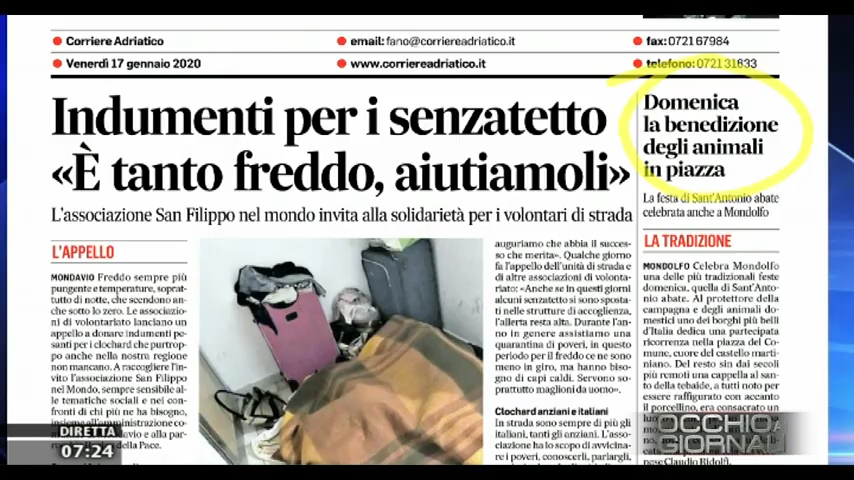 Corriere Adriatico
email: fano@corriereadriatico.it
fax:0721 67984
Venerdì 17 gennaio 2020
www.corriereadriatico.it
telefono: 0721 31633
Indumenti per i senzatetto
«È tanto freddo, aiutiamoli»
L'associazione San Filippo nel mondo invita alla solidarietà per i volontari di strada
L'APPELLO
MONDAVIO Freddo sempre più
pungente e temperature, soprat-
tutto di notte, che scendono an-
che sotto lo zero. Le associazio-
ni di volontariato lanciano un
appello a donare indumenti pe-
santi per i clochard che purtrop-
po anche nella nostra regione
non mancano. A raccogliere l'in-
vito l'associazione San Filippo
nel Mondo, sempre sensibile al-
le tematiche sociali e nei con-
fronti di chi più ne ha bisogno,
insieme all'amministrazione co-
della Pace.
auguriamo che abbia il succes-
so che merita». Qualche giorno
fa l'appello dell'unità di strada e
di altre associazioni di volonta-
riato: «Anche se in questi giorni
alcuni senzatetto si sono sposta-
ti nelle strutture di accoglienza,
l'allerta resta alta. Durante l'an-
no in genere assistiamo una
quarantina di poveri, in questo
periodo per il freddo ce ne sono
meno in giro, ma hanno biso-
gno di capi caldi. Servono so-
prattutto maglioni da uomo».
Clochard anziani e italiani
In strada sono sempre di più gli
italiani, tanti gli anziani. L'asso-
ciazione ha lo scopo di avvicina-
re i poveri, conoscerli, parlargli,
Domenica
la benedizione
degli animali
in piazza
La festa di Sant'Antonio abate
celebrata anche a Mondolfo
LA TRADIZIONE
MONDOLFO Celebra Mondolfo
una delle più tradizionali feste
domenica, quella di Sant'Anto-
nio abate. Al protettore della
campagna e degli animali do-
mestici uno dei borghi più belli
d'Italia dedica una partecipata
ricorrenza nella piazza del Co-
mune, cuore del castello marti-
niano. Del resto sin dai secoli
più remoti una cappella al san-
to della tebaide, a tutti noto per
essere raffigurato con accanto
il porcellino, era consacrato un
nese Claudio Ridolfi.
DIRETTA
07:24
OCCHIO
GIORNA